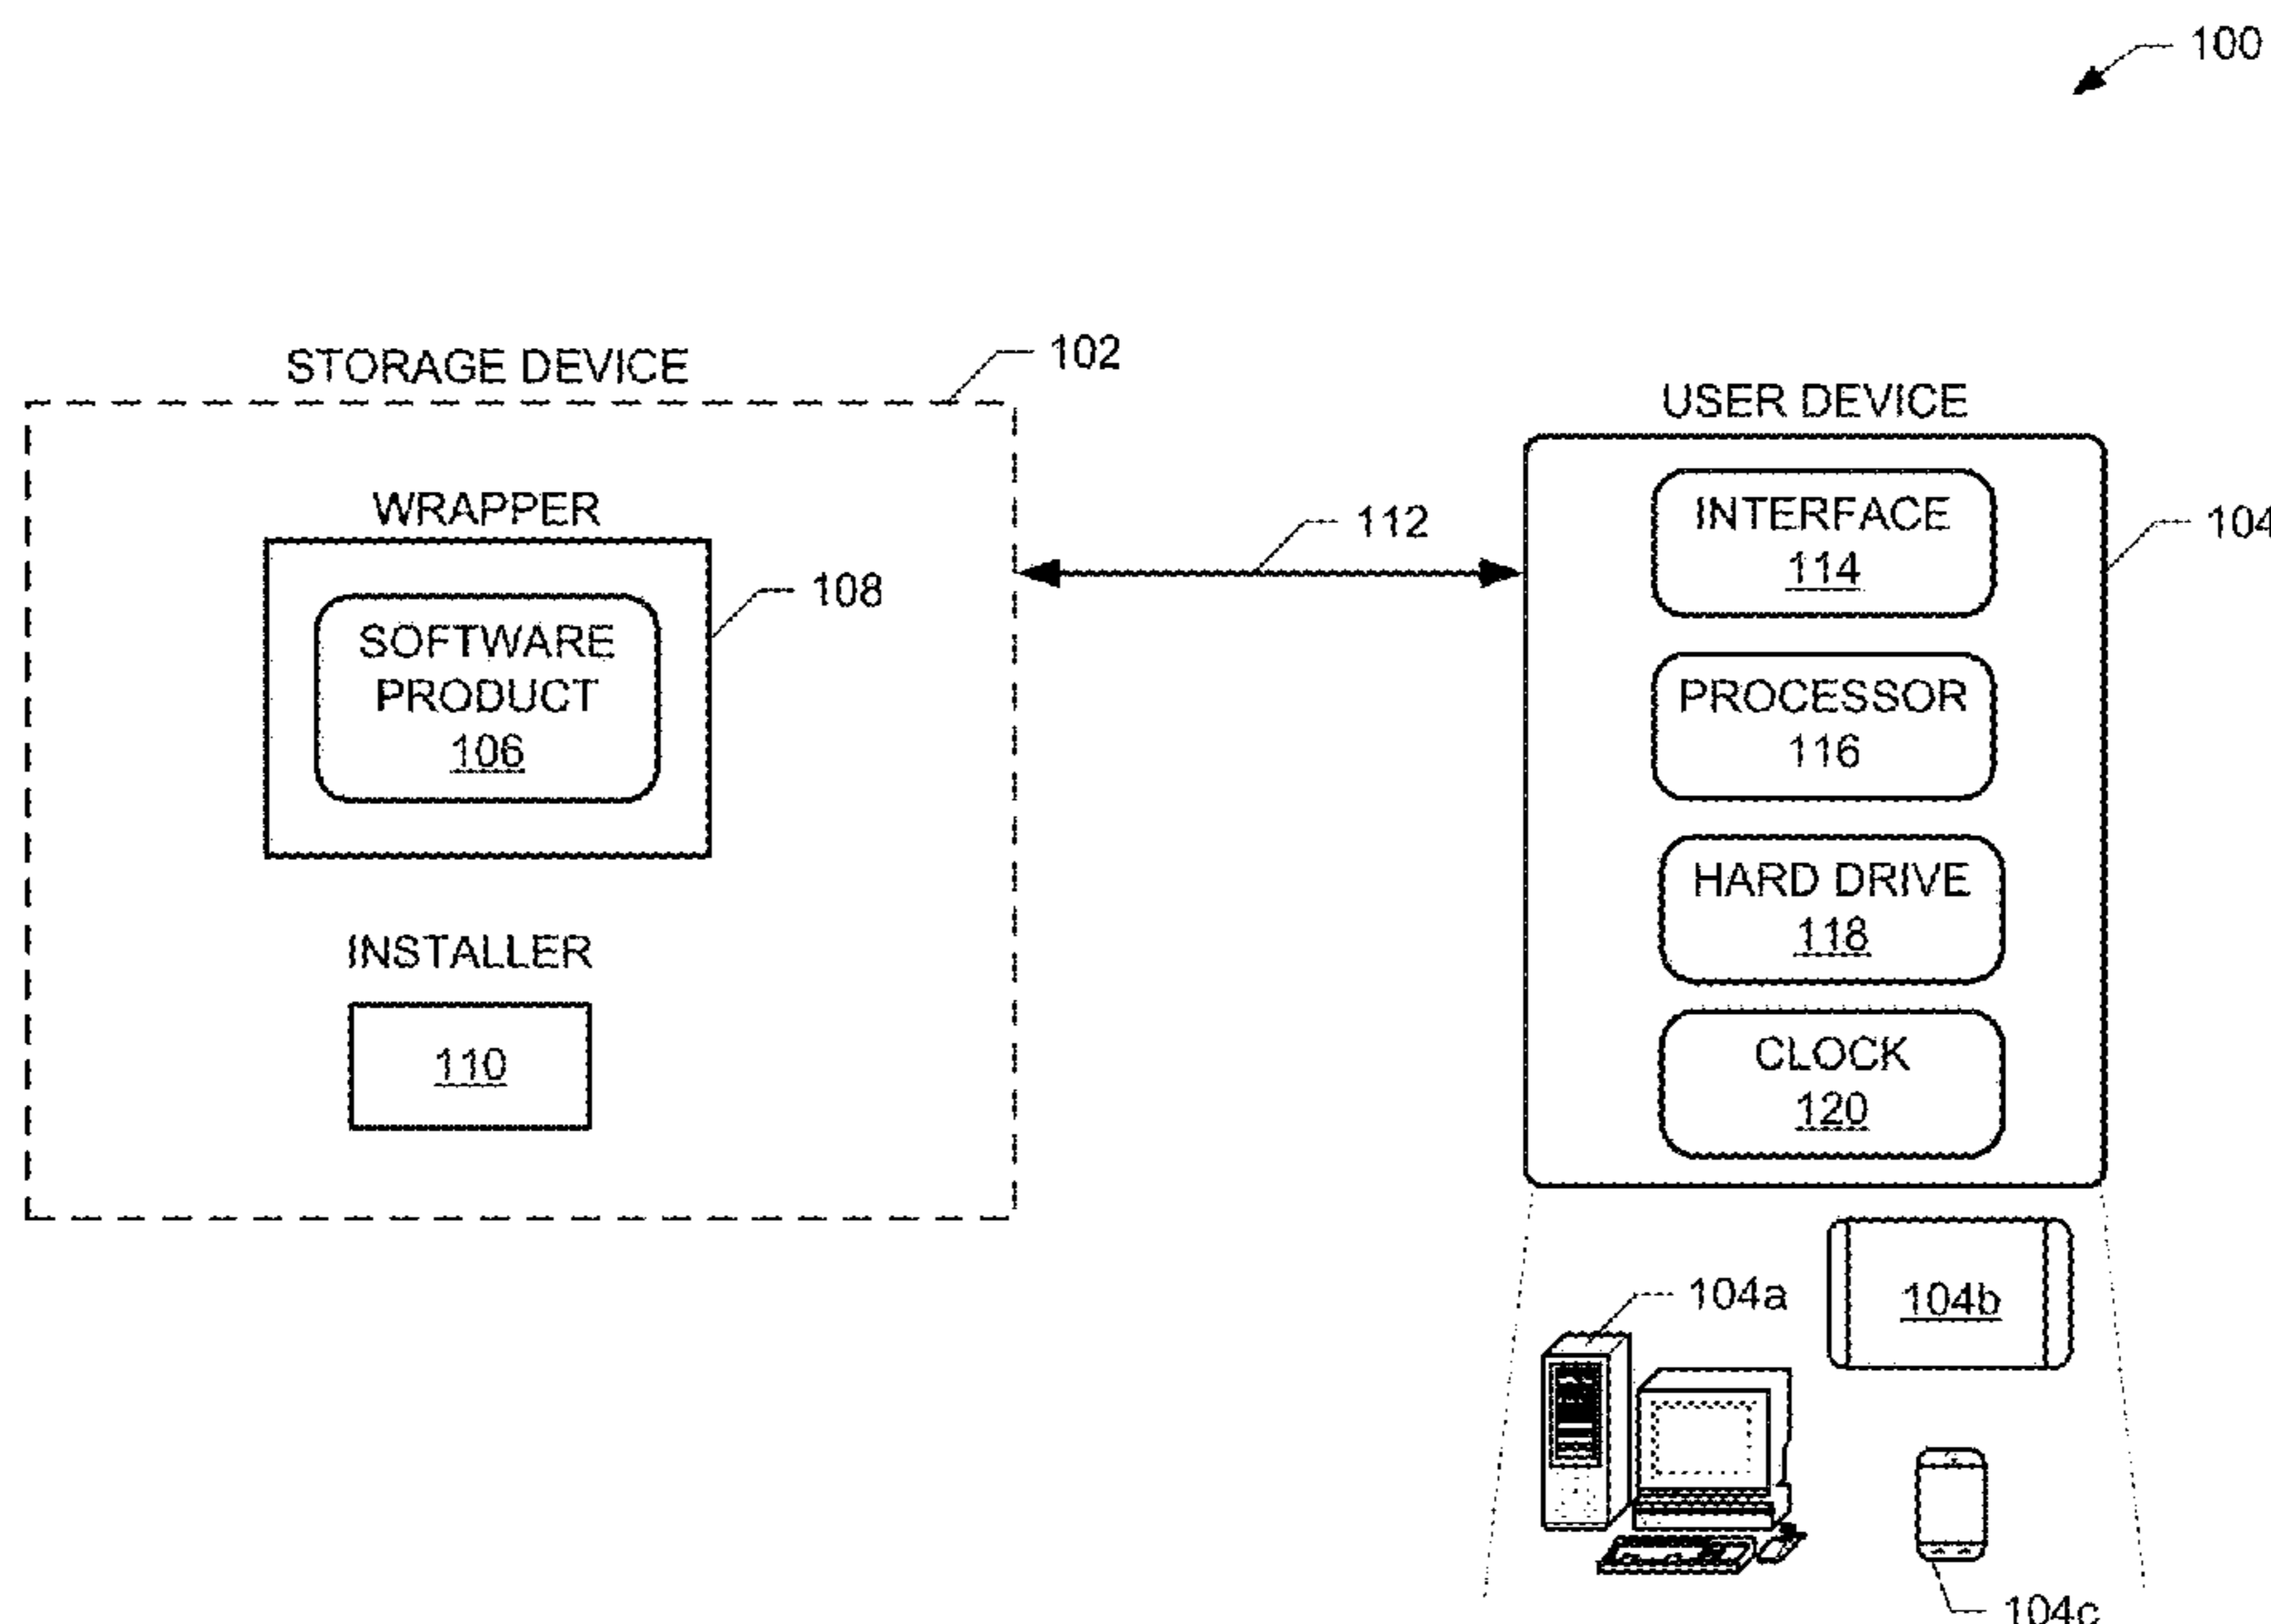 100
STORAGE DEVICE
102
USER DEVICE
WRAPPER
108
SOFTWARE
PRODUCT
106
INSTALLER
110
112
INTERFACE
114
104
PROCESSOR
116
HARD DRIVE
118
CLOCK
120
104a
104b
104c